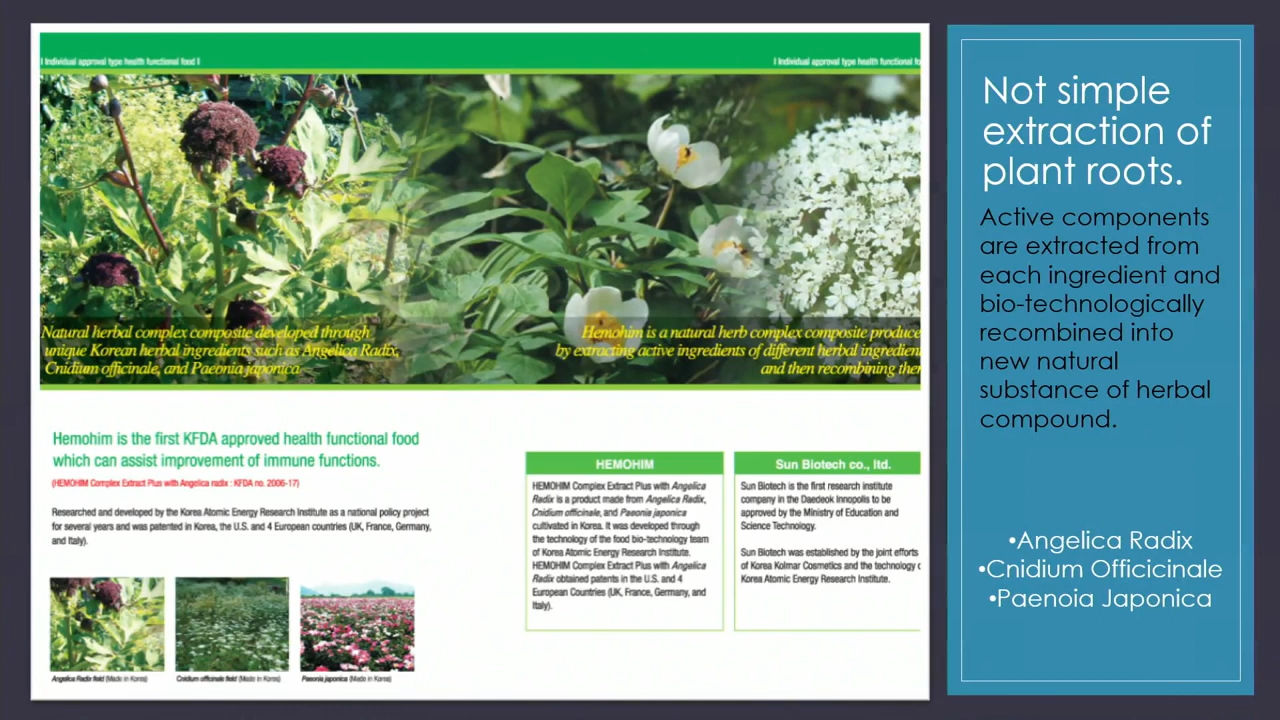 I Individual approval type health functional food I
I Individual approval type health functional fo
Natural herbal complex composite developed through
unique Korean herbal ingredients such as Angelica Radix,
Cnidium officinale, and Paeonia japonica
Hemohim is a natural herb complex composite produce
by extracting active ingredients of different herbal ingredien
and then recombining then
Hemohim is the first KFDA approved health functional food
which can assist improvement of immune functions.
(HEMOHIM Complex Extract Plus with Angelica radix : KFDA no. 2006-17)
Researched and developed by the Korea Atomic Energy Research Institute as a national policy project
for several years and was patented in Korea, the U.S. and 4 European countries (UK, France, Germany,
and Italy).
Angelica Radix field (Made in Korea)
Cnidium officinale field (Made in Korea)
Paeonia japonica (Made in Korea)
HEMOHIM
HEMOHIM Complex Extract Plus with Angelica
Radix is a product made from Angelica Radix,
Cnidium officinale, and Paeonia japonica
cultivated in Korea. It was developed through
the technology of the food bio-technology team
of Korea Atomic Energy Research Institute.
HEMOHIM Complex Extract Plus with Angelica
Radix obtained patents in the U.S. and 4
European Countries (UK, France, Germany, and
Italy).
Sun Biotech co., ltd.
Sun Biotech is the first research institute
company in the Daedeok Innopolis to be
approved by the Ministry of Education and
Science Technology.
Sun Biotech was established by the joint efforts
of Korea Kolmar Cosmetics and the technology o
Korea Atomic Energy Research Institute.
Not simple
extraction of
plant roots.
Active components
are extracted from
each ingredient and
bio-technologically
recombined into
new natural
substance of herbal
compound.
•Angelica Radix
•Cnidium Officicinale
•Paenoia Japonica